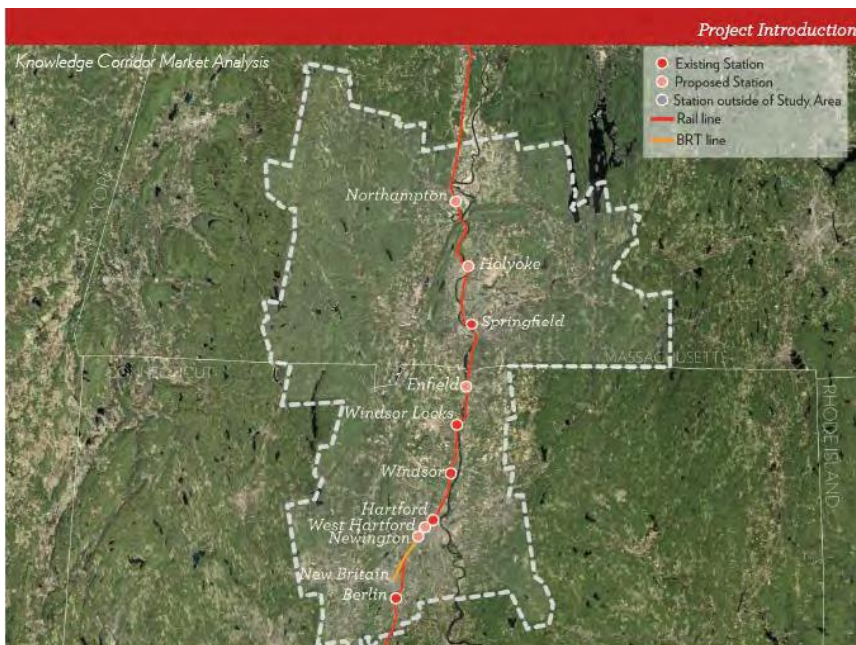 Project Introduction
Knowledge Corridor Market Analysis
Existing Station
Proposed Station
Station outside of Study Area
Rail line
BRT line
Northampton
Holyoke
Springfield
MASSACHUSETTS
CONNECTICUT
Enfield
Windsor Locks
Windsor
RHODE ISLAND
Hartford
West Hartford
Newington
New Britain
Berlin